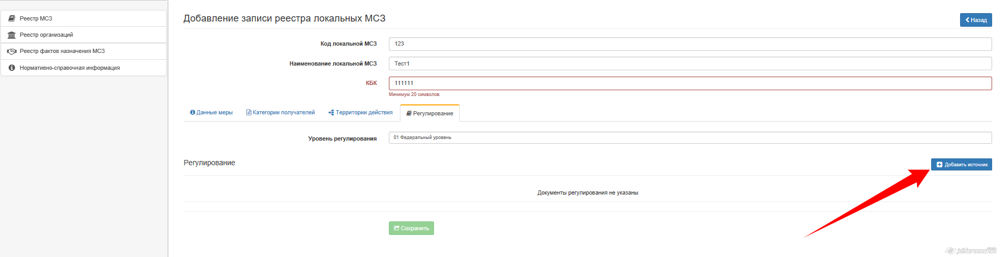 Реестр МСЗ
Реестр организаций
Реестр фактов назначения МСЗ
Нормативно-справочная информация
Добавление записи реестра локальных МСЗ
Назад
Код локальной МСЗ 123
Наименование локальной МСЗ Тест1
КБК 111111
Минимум 20 символов
Данные меры Категории получателей Территории действия Регулирование
Уровень регулирования 01 Федеральный уровень
Регулирование Добавить источник
Документы регулирования не указаны
Сохранить
jetScreenshot